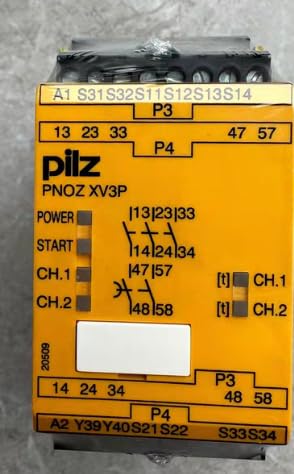 A1 S31 S32 S11 S12 S13 S14
P3
13 23 33 47 57
P4
pilz
PNOZ XV3P
POWER
|13|23|33
START
|14|24|34
CH.1 |47|57 [t] CH.1
CH.2 |48|58 [t] CH.2
20509
14 24 34 P3 48 58
P4
A2 Y39 Y40 S21 S22 S33 S34